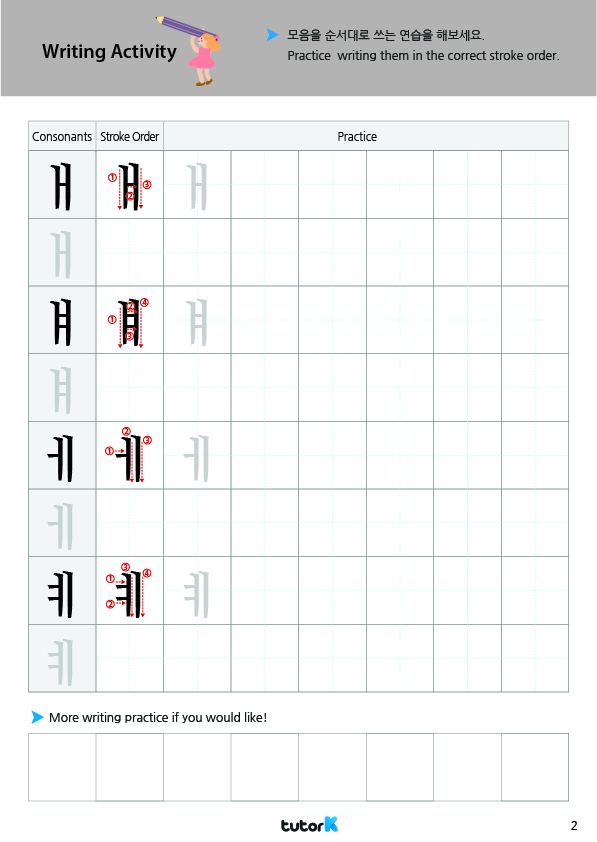 Writing Activity
모음을 순서대로 쓰는 연습을 해보세요.
Practice writing them in the correct stroke order.
Consonants Stroke Order Practice
ㅐ ① ② ③ ㅐ ㅐ
ㅐ
ㅒ ① ② ③ ④ ㅒ ㅒ
ㅒ
ㅔ ① ② ③ ㅔ ㅔ
ㅔ
ㅖ ① ② ③ ④ ㅖ ㅖ
ㅖ
More writing practice if you would like!
tutorK
2